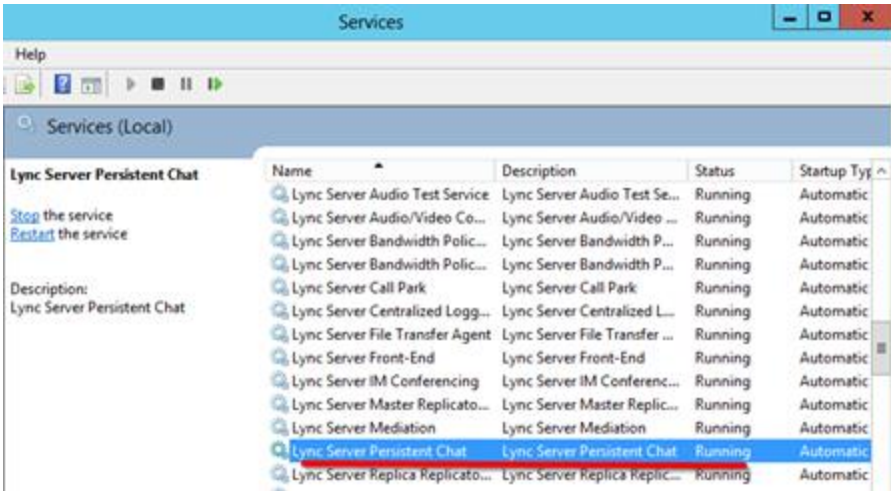 Services
Help
Services (Local)
Lync Server Persistent Chat
Stop the service
Restart the service
Description:
Lync Server Persistent Chat
Name Description Status Startup Typ
Lync Server Audio Test Service Lync Server Audio Test Se... Running Automatic
Lync Server Audio/Video Co... Lync Server Audio/Video ... Running Automatic
Lync Server Bandwidth Polic... Lync Server Bandwidth P... Running Automatic
Lync Server Bandwidth Polic... Lync Server Bandwidth P... Running Automatic
Lync Server Call Park Lync Server Call Park Running Automatic
Lync Server Centralized Logg... Lync Server Centralized L... Running Automatic
Lync Server File Transfer Agent Lync Server File Transfer ... Running Automatic
Lync Server Front-End Lync Server Front-End Running Automatic
Lync Server IM Conferencing Lync Server IM Conferenc... Running Automatic
Lync Server Master Replicato... Lync Server Master Replic... Running Automatic
Lync Server Mediation Lync Server Mediation Running Automatic
Lync Server Persistent Chat Lync Server Persistent Chat Running Automatic
Lync Server Replica Replicato... Lync Server Replica Replic... Running Automatic